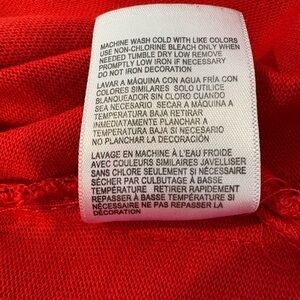 MACHINE WASH COLD WITH LIKE COLORS
USE NON-CHLORINE BLEACH ONLY WHEN
NEEDED TUMBLE DRY LOW REMOVE
PROMPTLY LOW IRON IF NECESSARY
DO NOT IRON DECORATION
LAVAR A MÁQUINA CON AGUA FRÍA CON
COLORES SIMILARES SOLO UTILICE
BLANQUEADOR SIN CLORO CUANDO
SEA NECESARIO SECAR A MÁQUINA A
TEMPERATURA BAJA RETIRAR
INMEDIATAMENTE PLANCHAR A
TEMPERATURA BAJA SI NECESARIO
NO PLANCHAR LA DECORACIÓN
LAVAGE EN MACHINE À L'EAU FROIDE
AVEC COULEURS SIMILAIRES JAVELLISER
SANS CHLORE SEULEMENT SI NÉCESSAIRE
SÉCHER PAR CULBUTAGE À BASSE
TEMPÉRATURE RETIRER RAPIDEMENT
REPASSER À BASSE TEMPÉRATURE SI
NÉCESSAIRE NE PAS REPASSER LA
DÉCORATION